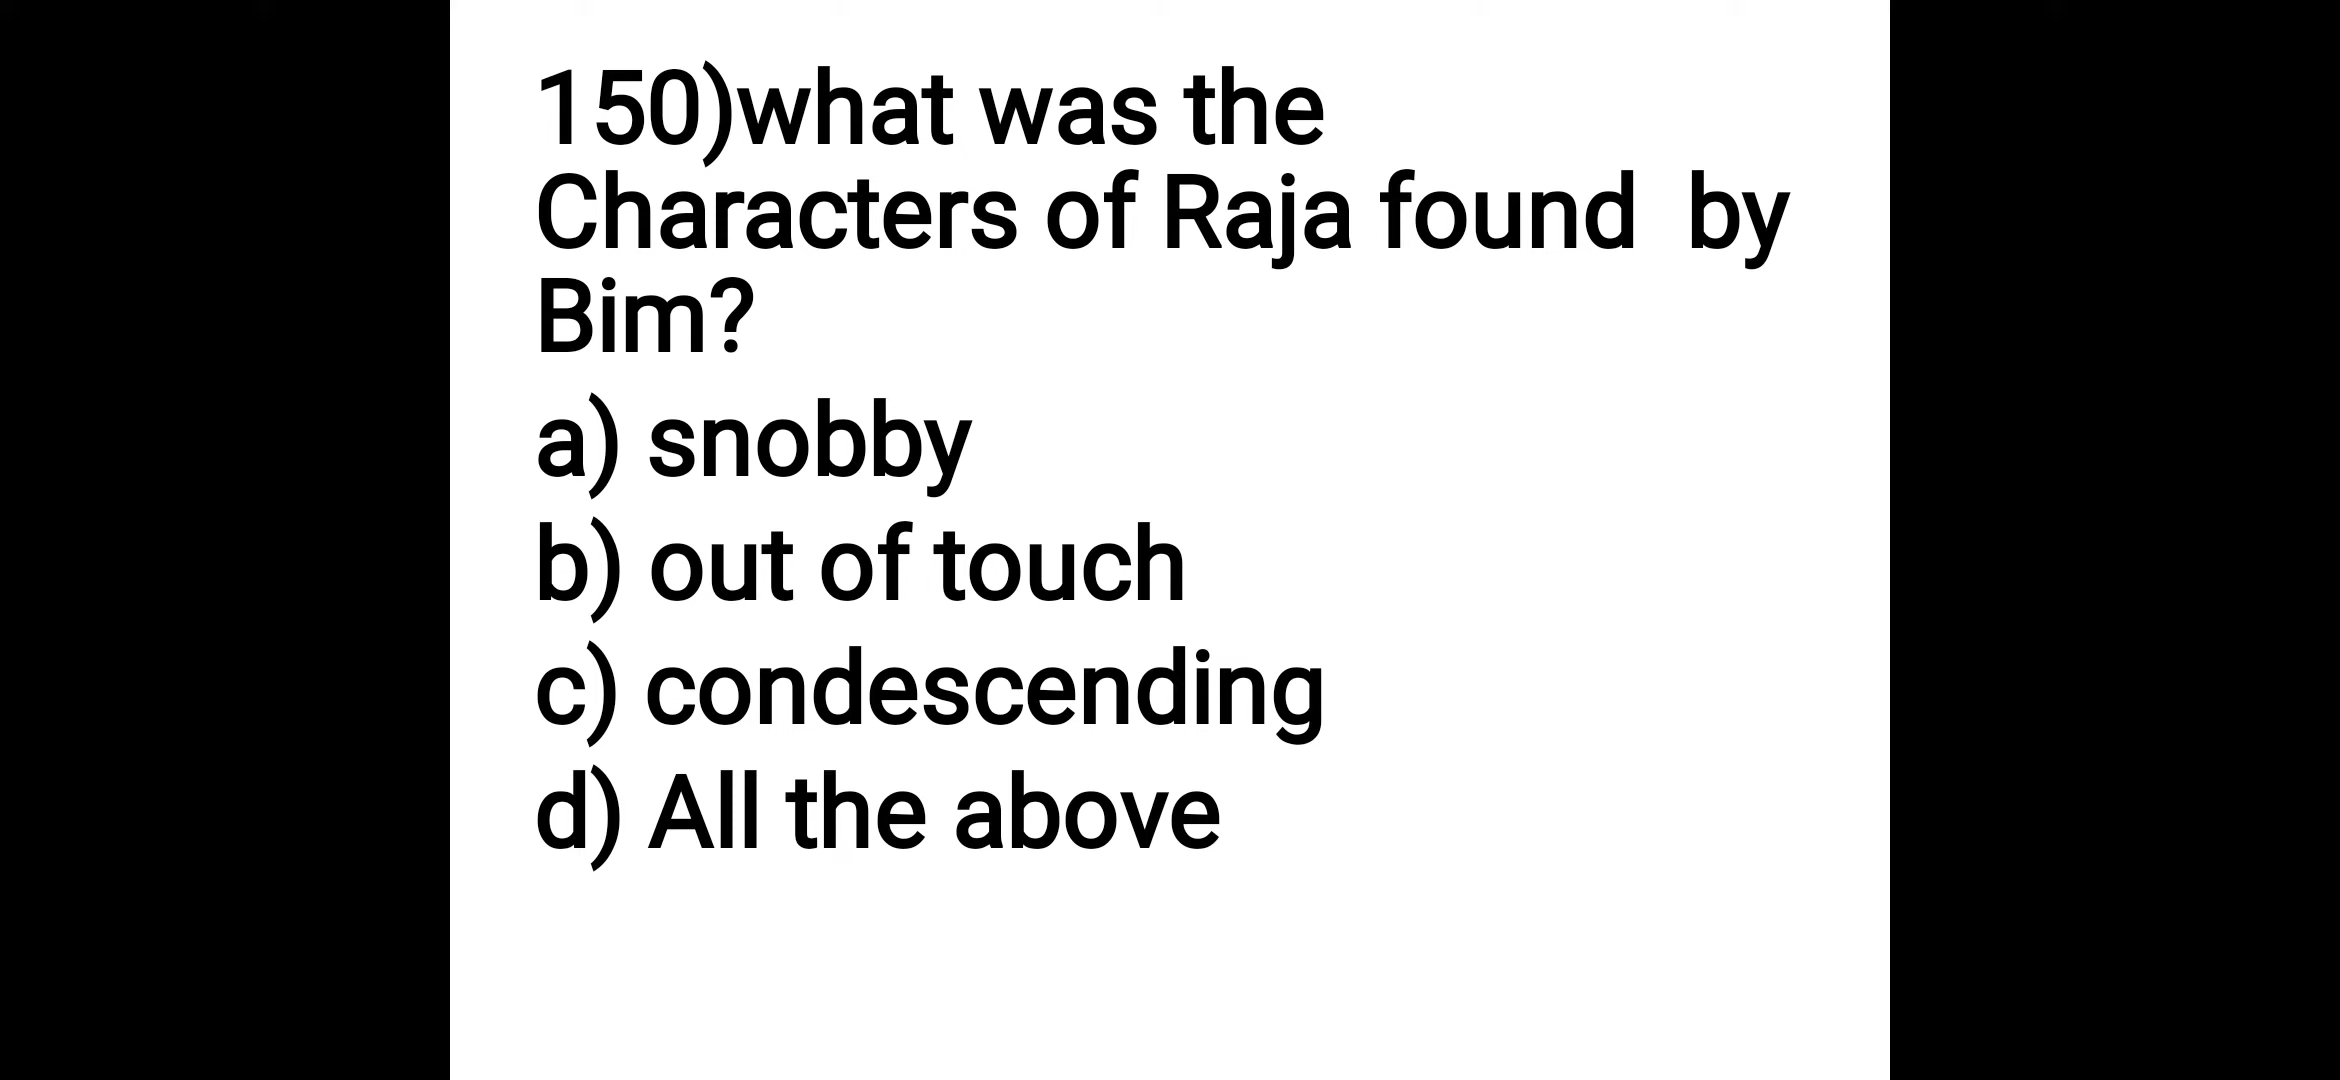 150)what was the
Characters of Raja found  by
Bim?
a) snobby
b) out of touch
c) condescending
d) All the above